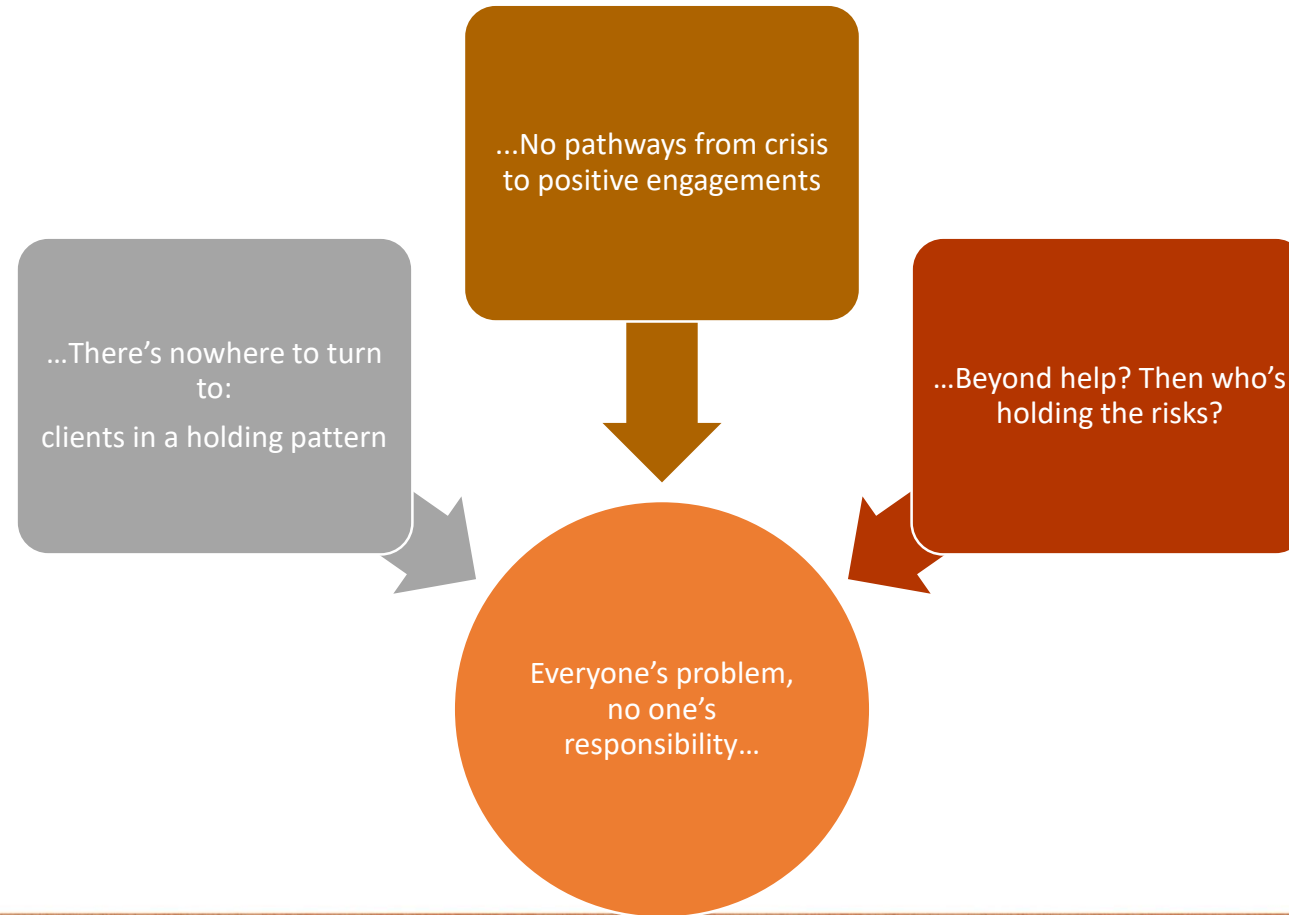 ...No pathways from crisis
to positive engagements
...There’s nowhere to turn
to:
clients in a holding pattern
...Beyond help? Then who’s
holding the risks?
Everyone’s problem,
no one’s
responsibility...